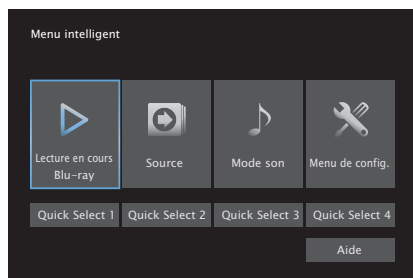 Menu intelligent
Lecture en cours
Blu-ray
Source
Mode son
Menu de config.
Quick Select 1
Quick Select 2
Quick Select 3
Quick Select 4
Aide